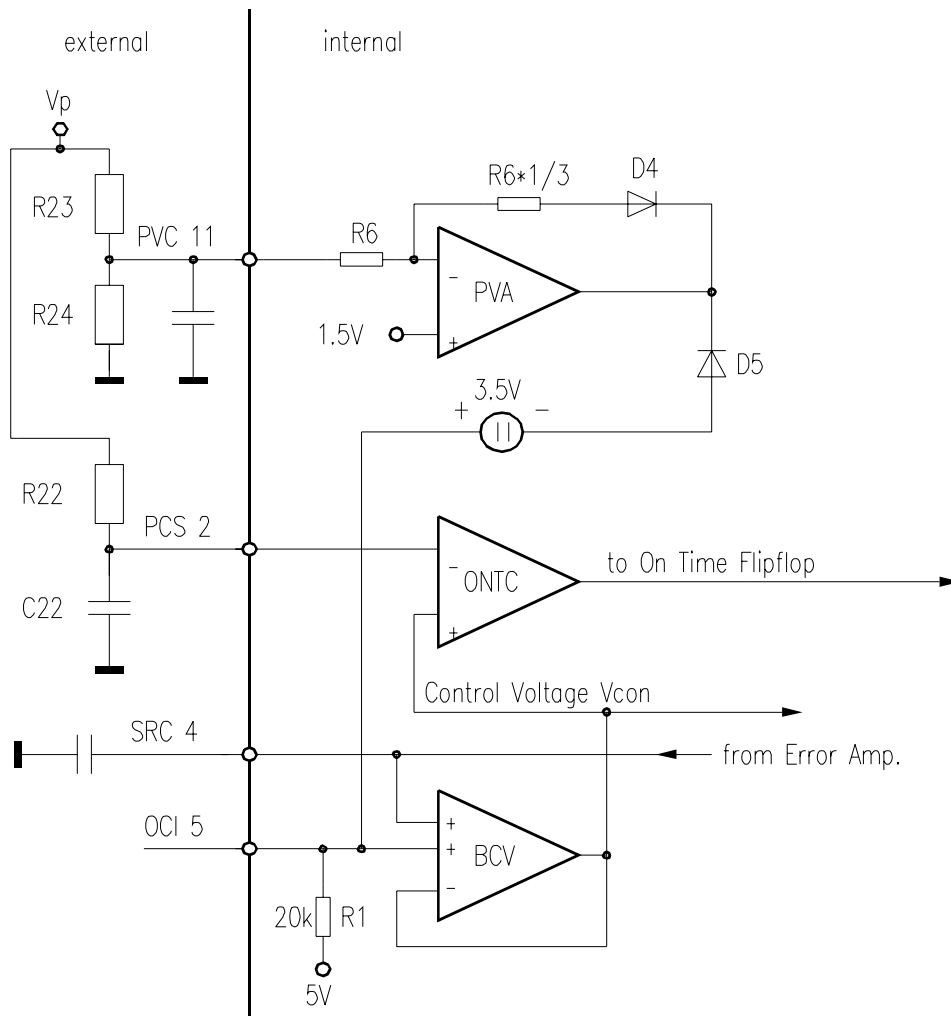 external
internal
Vp
R23
PVC 11
R6
R6*1/3
D4
R24
1.5V
-
PVA
+
D5
3.5V
+
-
R22
PCS 2
-
ONTC
+
to On Time Flipflop
C22
Control Voltage Vcon
SRC 4
from Error Amp.
OCI 5
+
+
-
BCV
20k
R1
5V